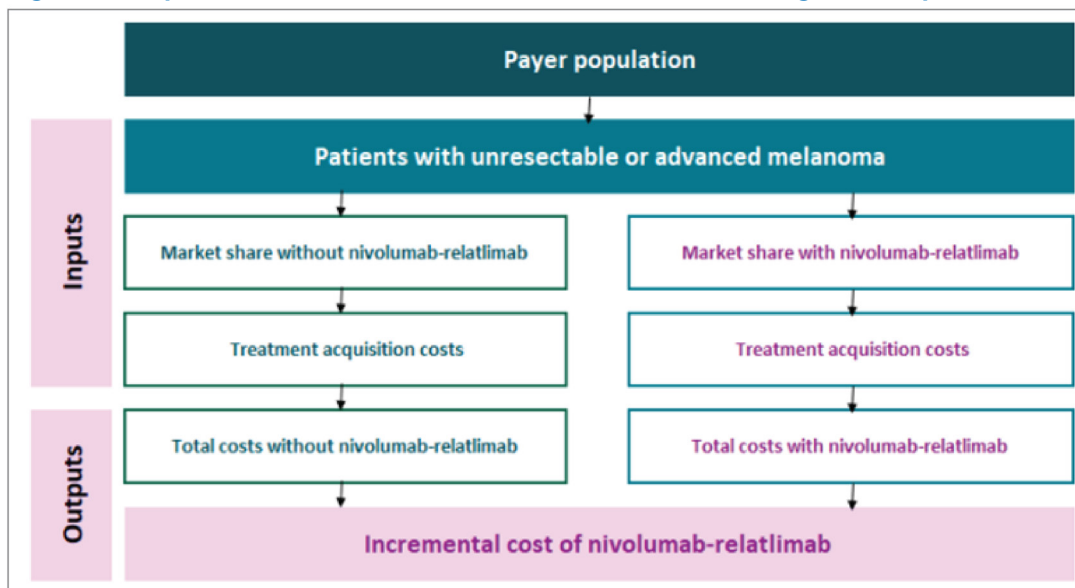 Payer population
Patients with unresectable or advanced melanoma
Inputs
Market share without nivolumab-relatlimab
Market share with nivolumab-relatlimab
Treatment acquisition costs
Treatment acquisition costs
Outputs
Total costs without nivolumab-relatlimab
Total costs with nivolumab-relatlimab
Incremental cost of nivolumab-relatlimab